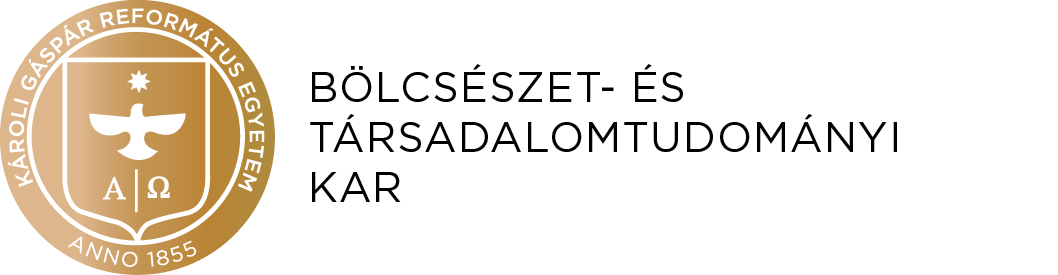 KÁROLI GÁSPÁR REFORMÁTUS EGYETEM
Α|Ω
ANNO 1855
BÖLCSÉSZET- ÉS
TÁRSADALOMTUDOMÁNYI
KAR